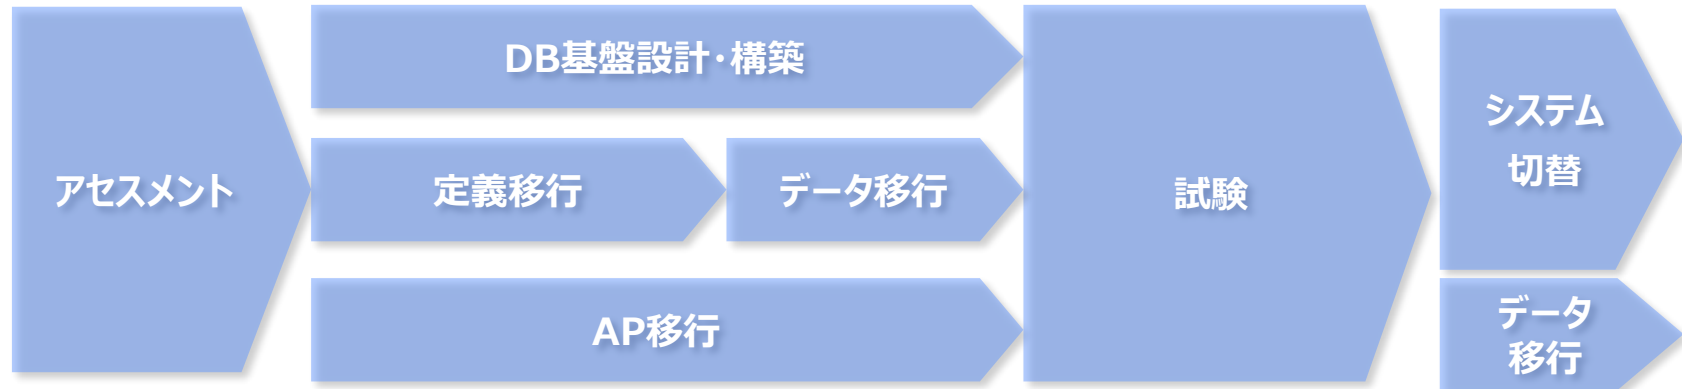 アセスメント
DB基盤設計・構築
定義移行
データ移行
AP移行
試験
システム
切替
データ
移行